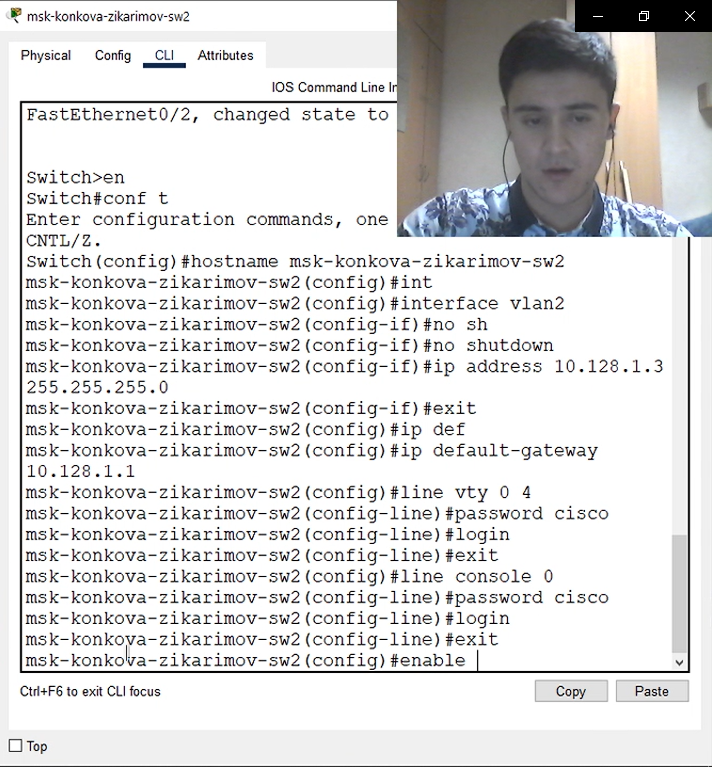 msk-konkova-zikarimov-sw2
Physical Config CLI Attributes
IOS Command Line In
FastEthernet0/2, changed state to
Switch>en
Switch#conf t
Enter configuration commands, one
CNTL/Z.
Switch(config)#hostname msk-konkova-zikarimov-sw2
msk-konkova-zikarimov-sw2(config)#int
msk-konkova-zikarimov-sw2(config)#interface vlan2
msk-konkova-zikarimov-sw2(config-if)#no sh
msk-konkova-zikarimov-sw2(config-if)#no shutdown
msk-konkova-zikarimov-sw2(config-if)#ip address 10.128.1.3
255.255.255.0
msk-konkova-zikarimov-sw2(config-if)#exit
msk-konkova-zikarimov-sw2(config)#ip def
msk-konkova-zikarimov-sw2(config)#ip default-gateway
10.128.1.1
msk-konkova-zikarimov-sw2(config)#line vty 0 4
msk-konkova-zikarimov-sw2(config-line)#password cisco
msk-konkova-zikarimov-sw2(config-line)#login
msk-konkova-zikarimov-sw2(config-line)#exit
msk-konkova-zikarimov-sw2(config)#line console 0
msk-konkova-zikarimov-sw2(config-line)#password cisco
msk-konkova-zikarimov-sw2(config-line)#login
msk-konkova-zikarimov-sw2(config-line)#exit
msk-konkova-zikarimov-sw2(config)#enable
Ctrl+F6 to exit CLI focus
Copy Paste
Top